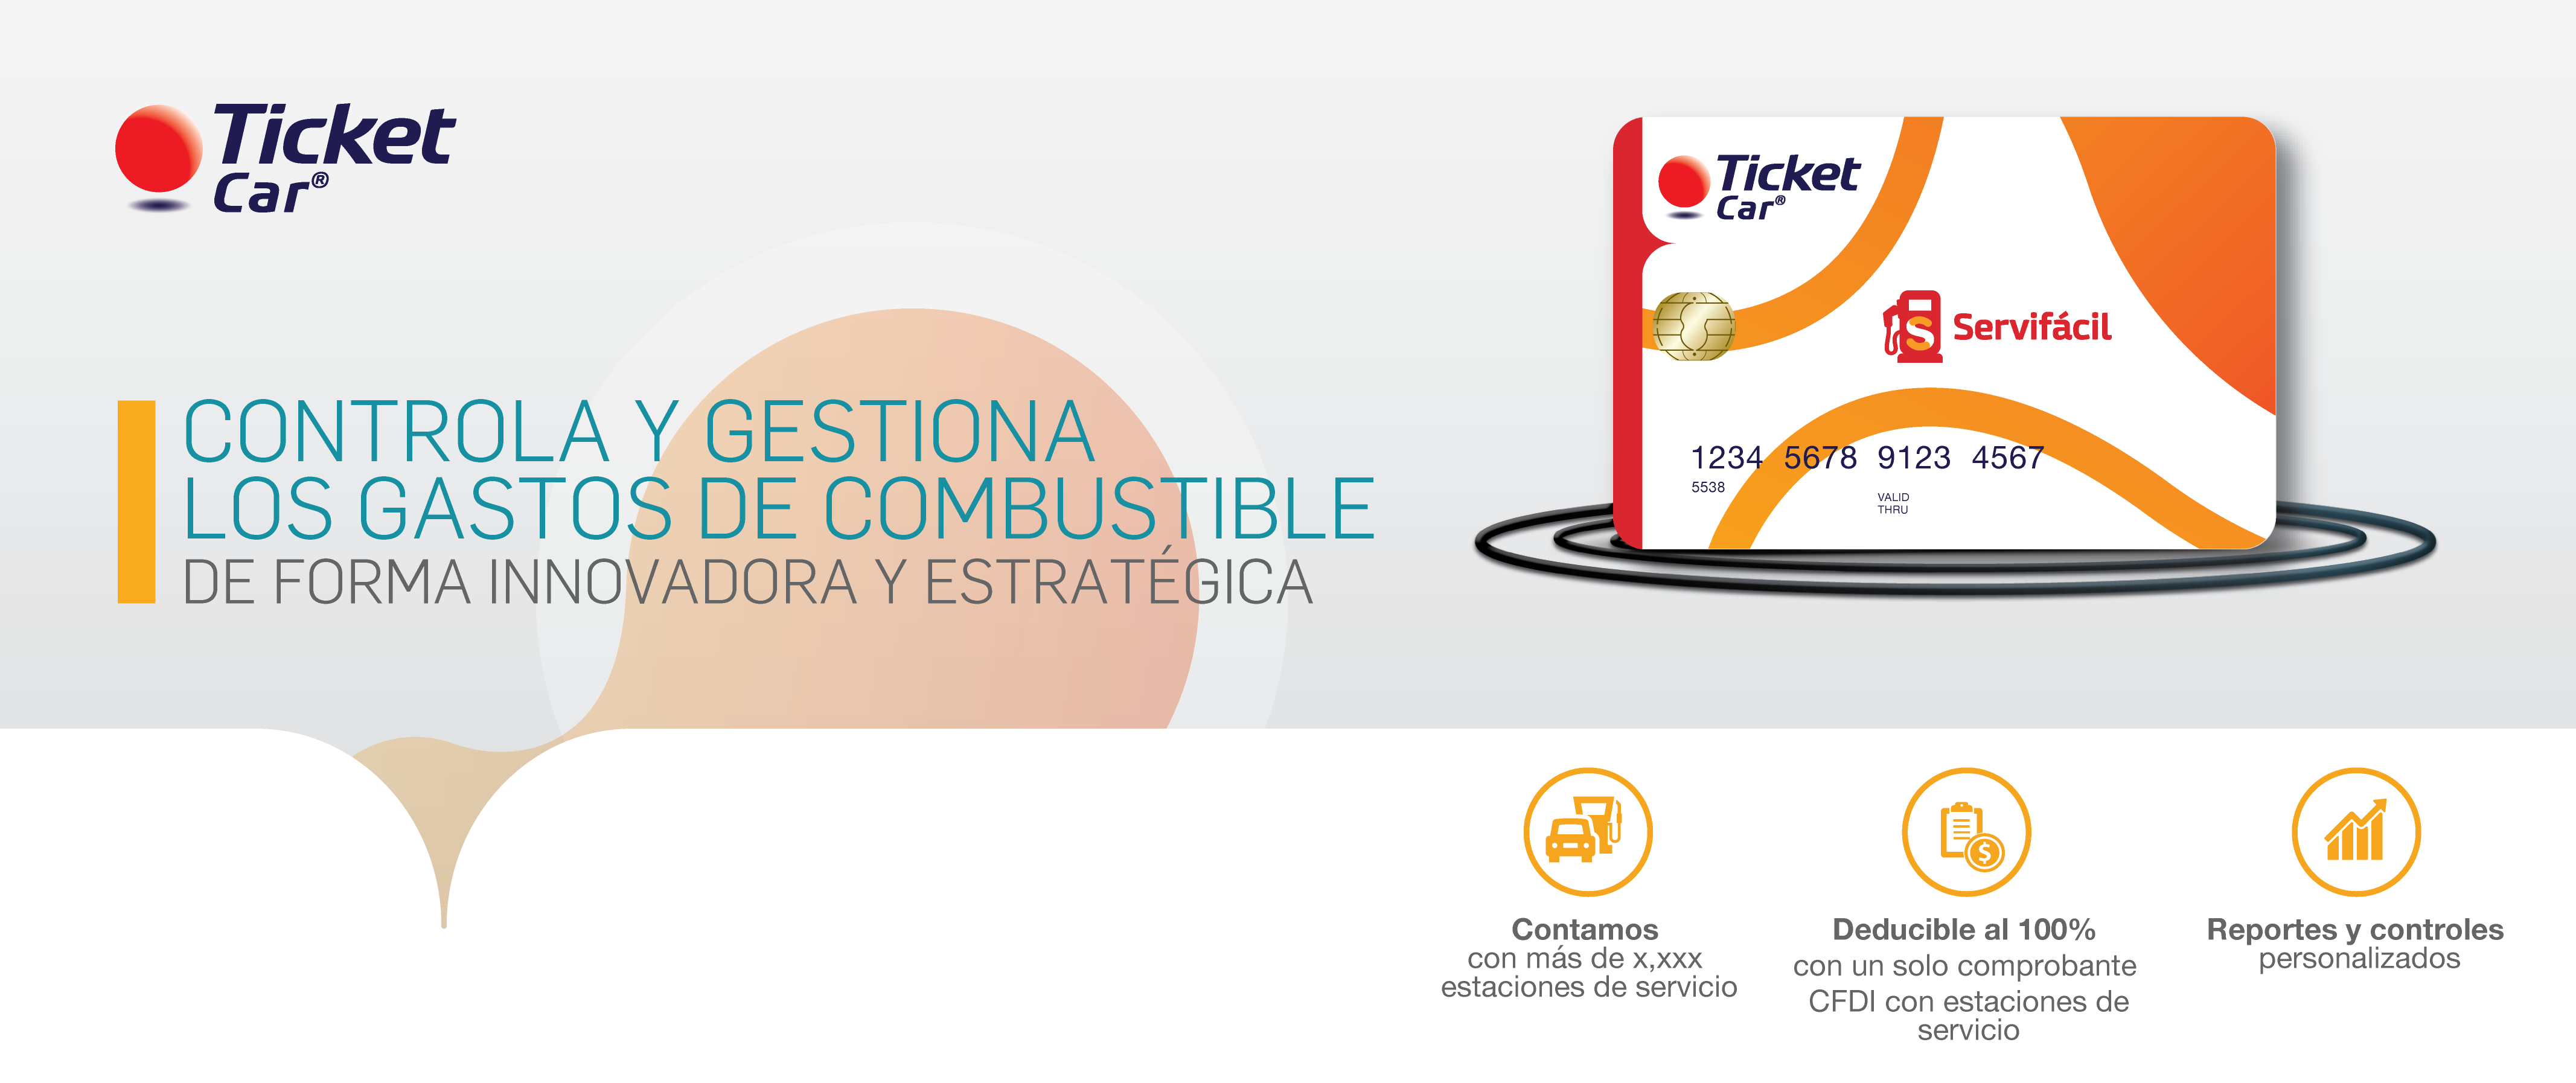 Ticket
Car®
CONTROLA Y GESTIONA
LOS GASTOS DE COMBUSTIBLE
DE FORMA INNOVADORA Y ESTRATÉGICA
Ticket
Car®
S Servifácil
1234 5678 9123 4567
5538
VALID
THRU
Contamos
con más de x,xxx
estaciones de servicio
Deducible al 100%
con un solo comprobante
CFDI con estaciones de
servicio
Reportes y controles
personalizados